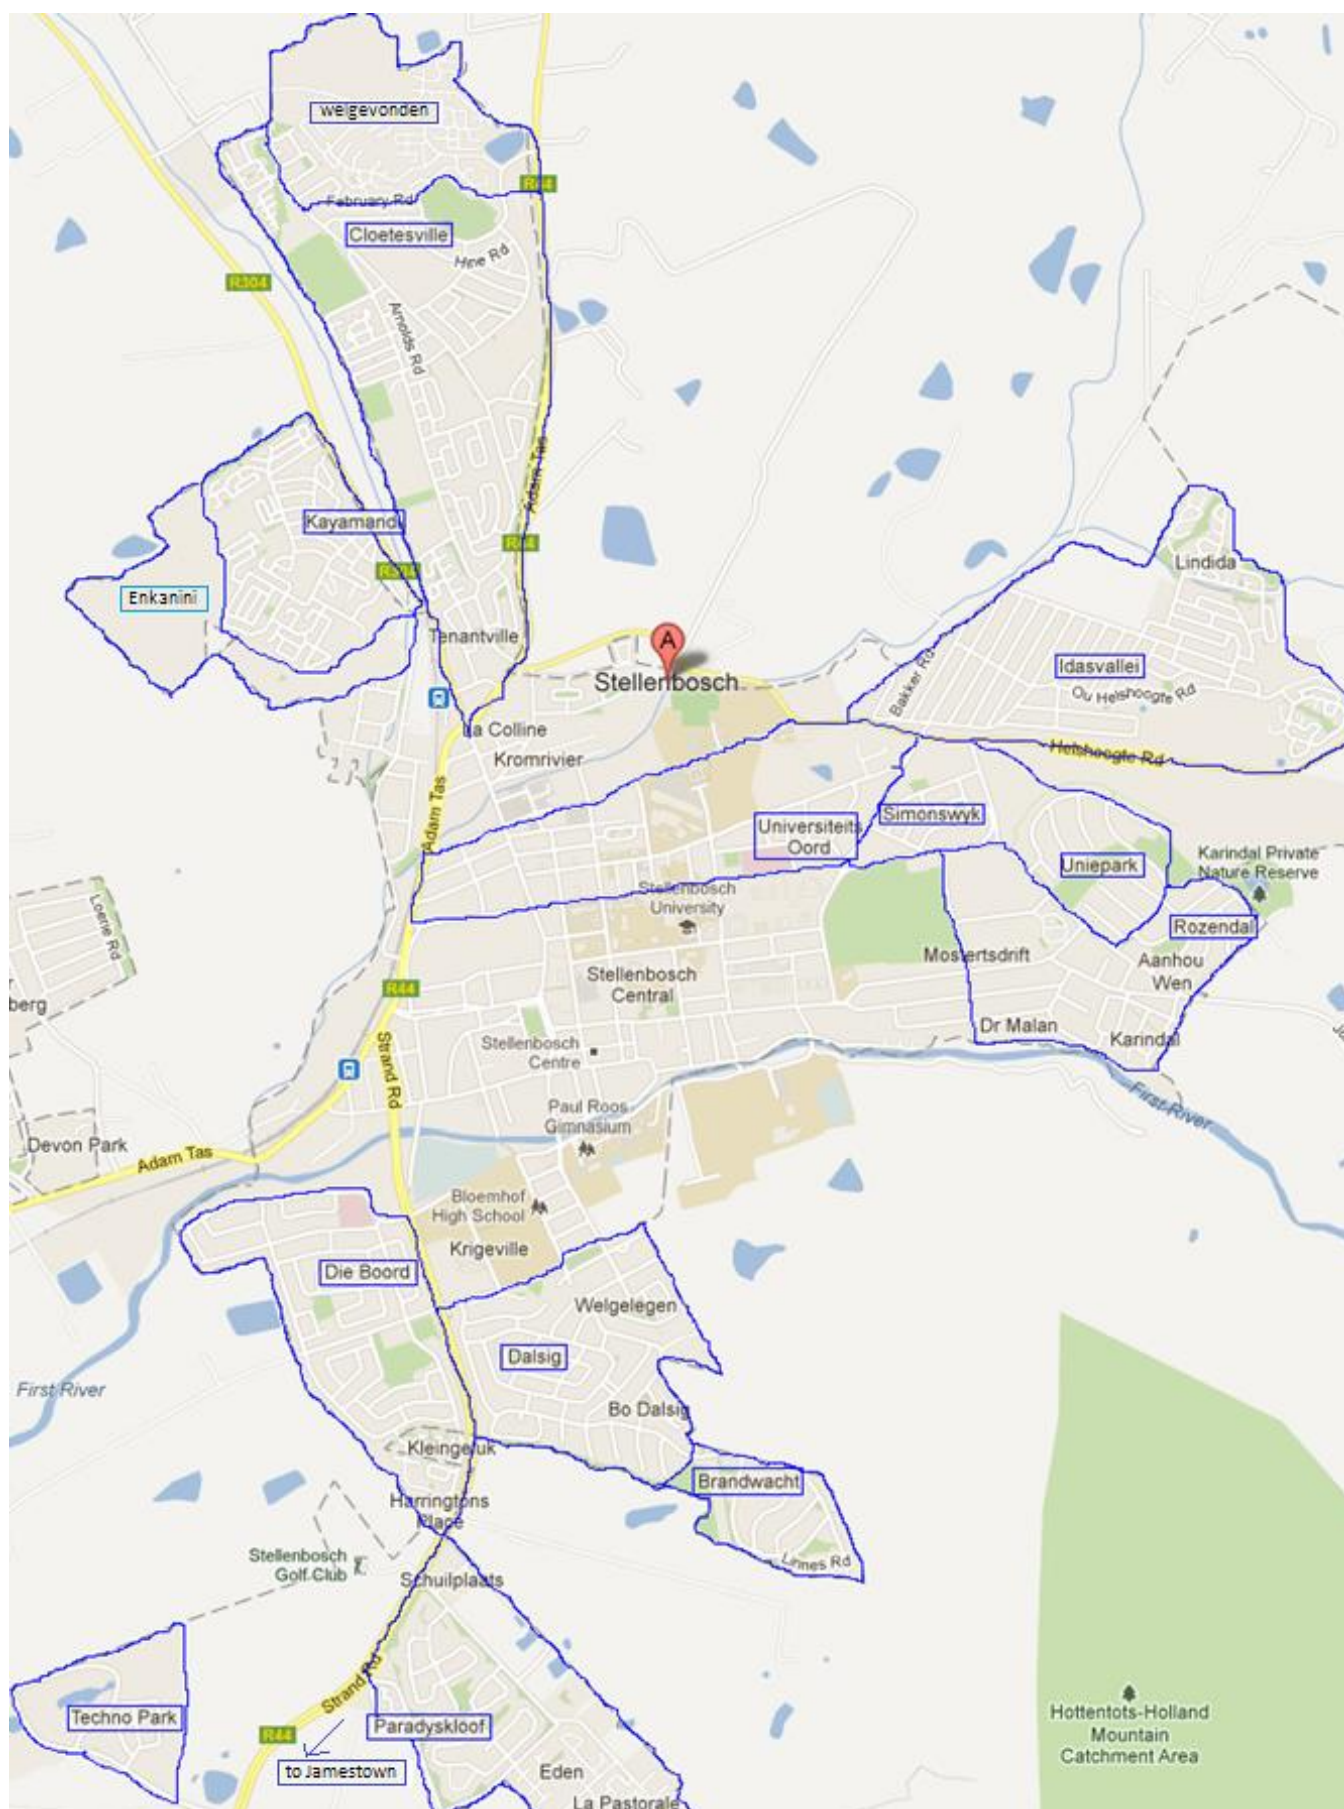 welgevonden
R44
February Rd
Cloetesville
Hine Rd
R304
Arnolds Rd
Adam Tas
Kayamandi
R44
R304
Enkanini
Lindida
Tenantville
A
Stellenbosch
Idasvallei
Bakker Rd
Ou Helshoogte Rd
La Colline
Kromrivier
Helshoogte Rd
Adam Tas
Simonswyk
Universiteits
Oord
Karindal Private
Nature Reserve
Uniepark
Stellenbosch
University
Loerie Rd
Rozendal
Mostertsdrift
Aanhou
Wen
Stellenbosch
Central
R44
berg
Dr Malan
Karindal
Stellenbosch
Centre
Strand Rd
Paul Roos
Gimnasium
First River
Devon Park
Adam Tas
Bloemhof
High School
Krigeville
Die Boord
Welgelegen
Dalsig
First River
Bo Dalsig
Kleingeluk
Brandwacht
Harringtons
Place
Linnes Rd
Stellenbosch
Golf Club
Schuilplaats
Strand Rd
Techno Park
Paradyskloof
R44
Hottentots-Holland
Mountain
Catchment Area
to Jamestown
Eden
La Pastorale